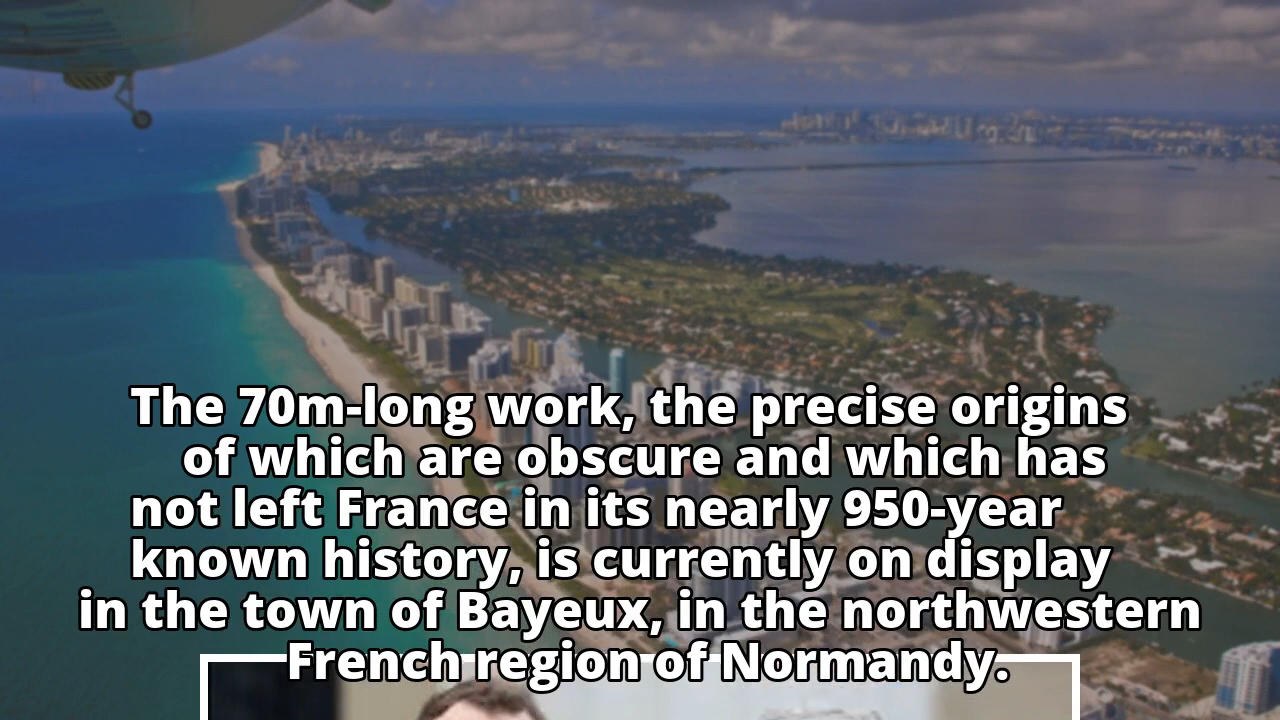 The 70m-long work, the precise origins
of which are obscure and which has
not left France in its nearly 950-year
known history, is currently on display
in the town of Bayeux, in the northwestern
French region of Normandy.